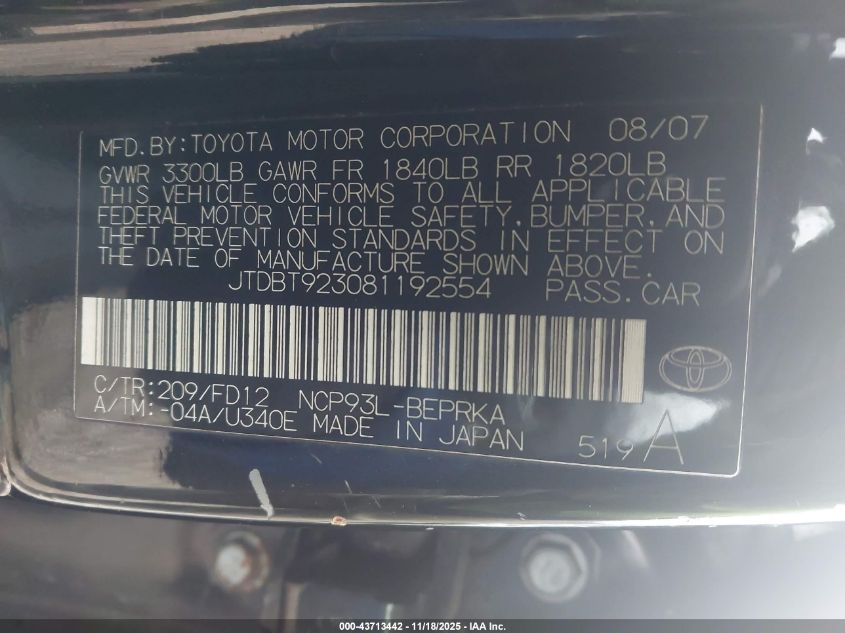 MFD.BY:TOYOTA MOTOR CORPORATION 08/07
GVWR 3300LB GAWR FR 1840LB RR 1820LB
THIS VEHICLE CONFORMS TO ALL APPLICABLE
FEDERAL MOTOR VEHICLE SAFETY,BUMPER,AND
THEFT PREVENTION STANDARDS IN EFFECT ON
THE DATE OF MANUFACTURE SHOWN ABOVE.
JTDBT923081192554 PASS.CAR
C/TR:209/FD12 NCP93L-BEPRKA
A/TM:-04A/U340E MADE IN JAPAN
519A
000-43713442 - 11/18/2025 - IAA Inc.